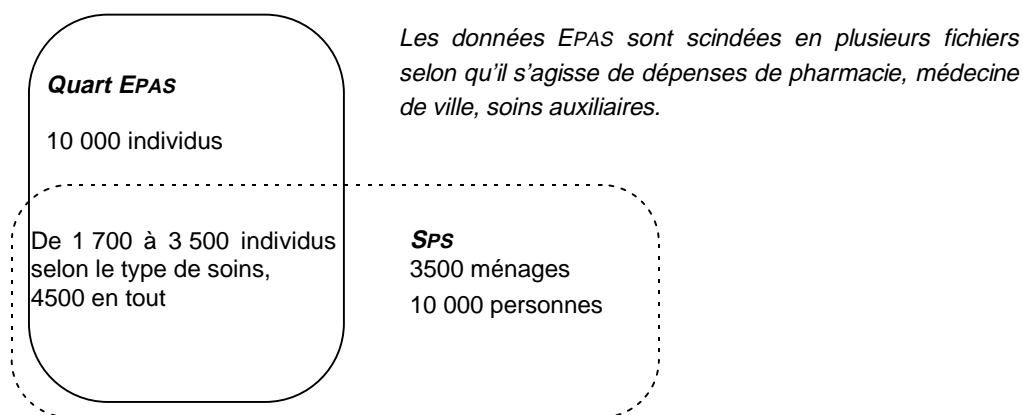 Les données EPAS sont scindées en plusieurs fichiers
selon qu'il s'agisse de dépenses de pharmacie, médecine
de ville, soins auxiliaires.
Quart EPAS
10 000 individus
De 1 700 à 3 500 individus
selon le type de soins,
4500 en tout
SPS
3500 ménages
10 000 personnes